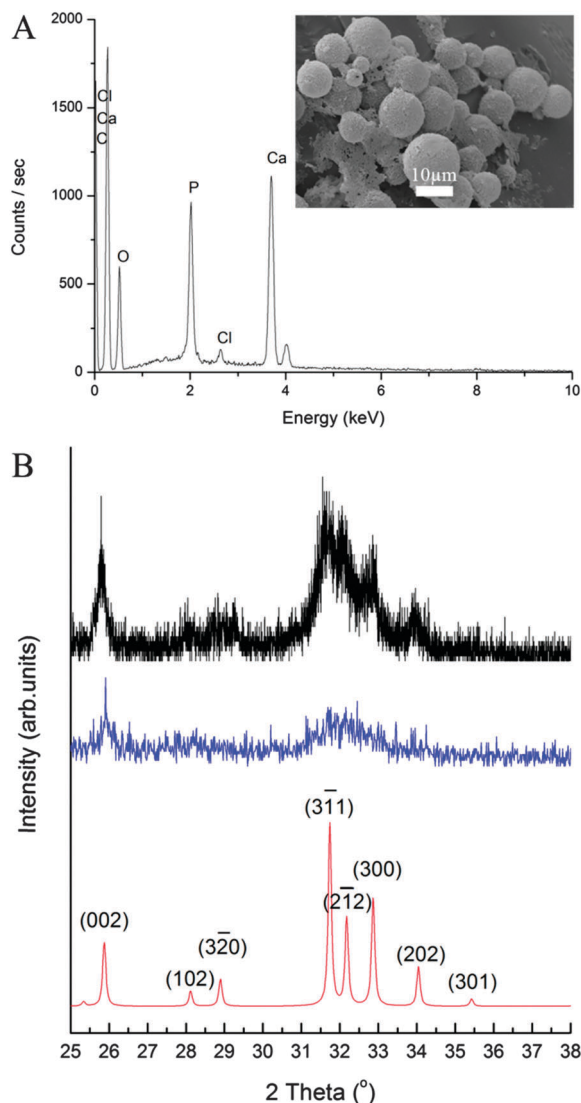 A
2000
1500
1000
500
0
Counts / sec
Cl
Ca
C
O
P
Cl
Ca
10µm
0
2
4
6
8
10
Energy (keV)
B
Intensity (arb.units)
(002)
(102)
(32̅0)
(31̅1)
(21̅2)
(300)
(202)
(301)
25 26 27 28 29 30 31 32 33 34 35 36 37 38
2 Theta (°)